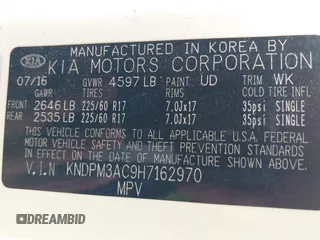 MANUFACTURED IN KOREA BY
KIA KIA MOTORS CORPORATION
07/16 GVWR 4597 LB PAINT: UD TRIM WK
GAWR TIRES RIMS COLD TIRE INFL
FRONT 2646 LB 225/60 R17 7.0JX17 35psi SINGLE
REAR 2535 LB 225/60 R17 7.0JX17 35psi SINGLE
THIS VEHICLE CONFORMS TO ALL APPLICABLE U.S.A. FEDERAL
MOTOR VEHICLE SAFETY, BUMPER, AND THEFT PREVENTION
STANDARDS IN EFFECT ON THE DATE OF MANUFACTURE SHOWN ABOVE.
V.I.N KNDPM3AC9H7162970
MPV
DREAMBID